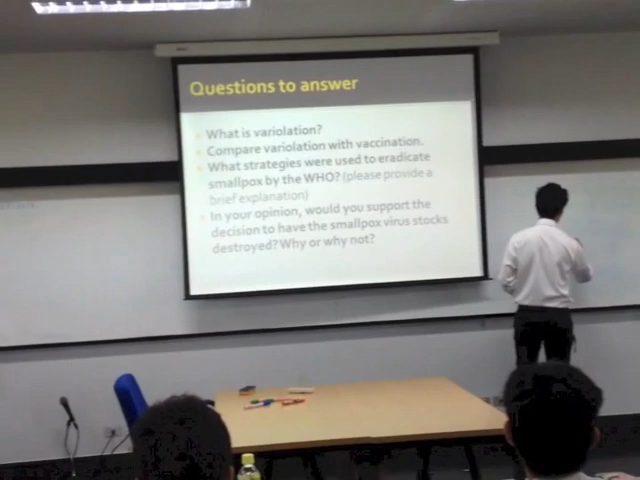 Questions to answer
What is variolation?
Compare variolation with vaccination.
What strategies were used to eradicate
smallpox by the WHO? (please provide a
brief explanation)
In your opinion, would you support the
decision to have the smallpox virus stocks
destroyed? Why or why not?